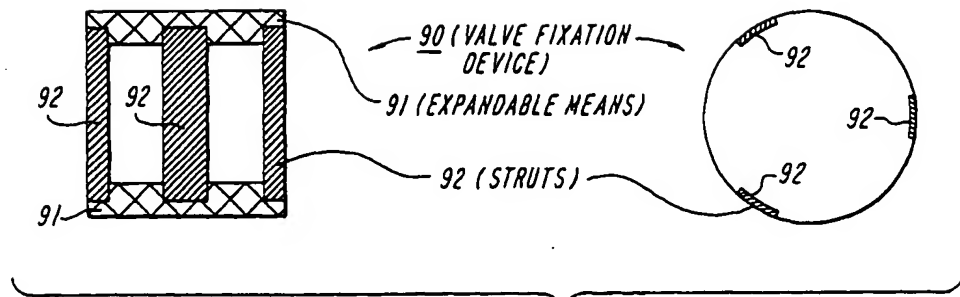 90 (VALVE FIXATION
DEVICE)
91 (EXPANDABLE MEANS)
92 (STRUTS)
92
92
91
92
92
92